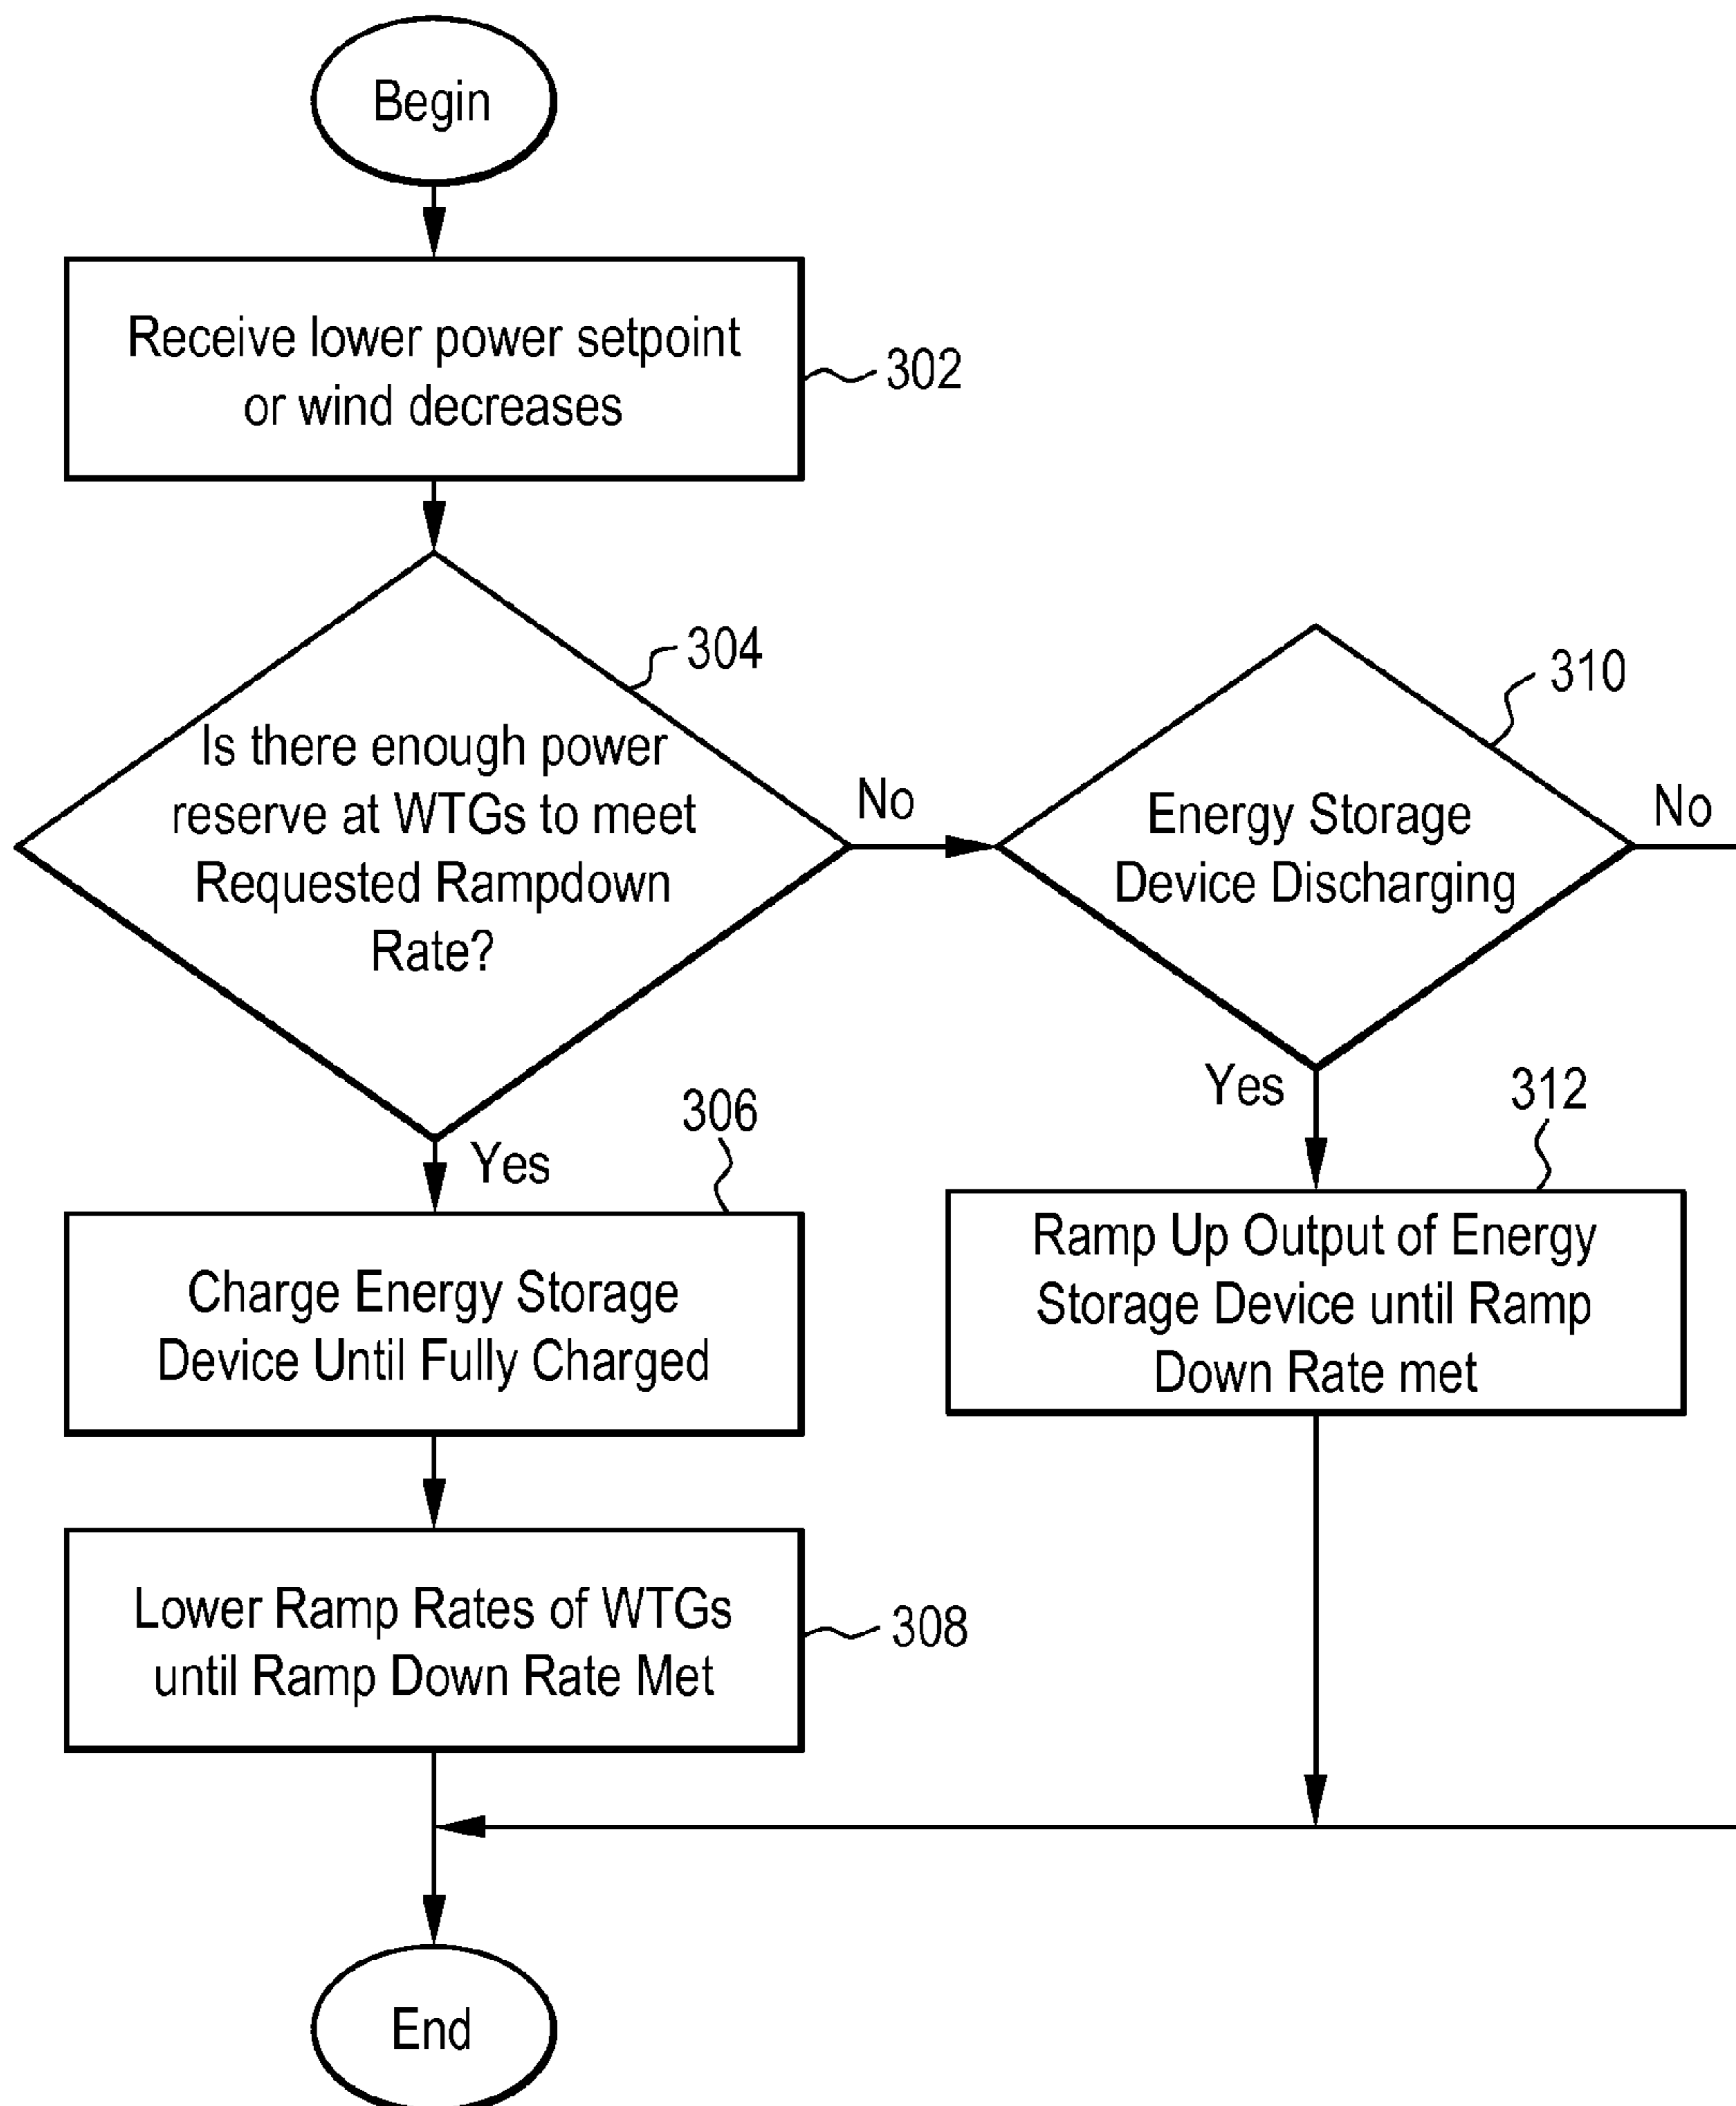 Begin
Receive lower power setpoint
or wind decreases
302
304
Is there enough power
reserve at WTGs to meet
Requested Rampdown
Rate?
No
310
Energy Storage
Device Discharging
No
Yes
306
Charge Energy Storage
Device Until Fully Charged
Yes
312
Ramp Up Output of Energy
Storage Device until Ramp
Down Rate met
Lower Ramp Rates of WTGs
until Ramp Down Rate Met
308
End